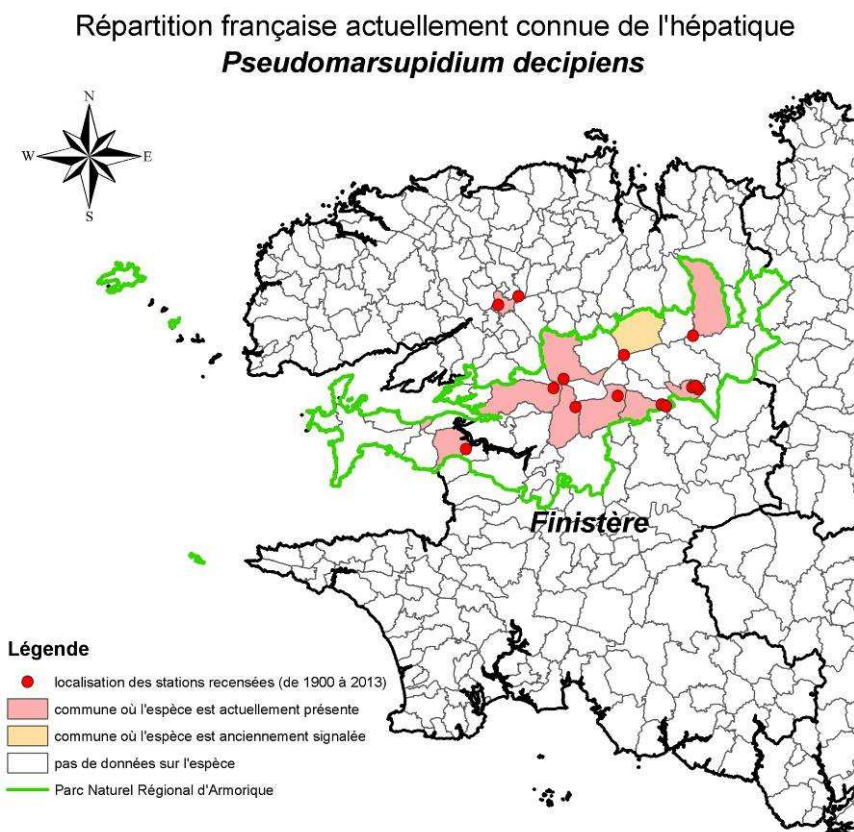 Répartition française actuellement connue de l'hépatique
Pseudomarsupidium decipiens
N
W
E
S
Finistère
Légende
localisation des stations recensées (de 1900 à 2013)
commune où l'espèce est actuellement présente
commune où l'espèce est anciennement signalée
pas de données sur l'espèce
Parc Naturel Régional d'Armorique